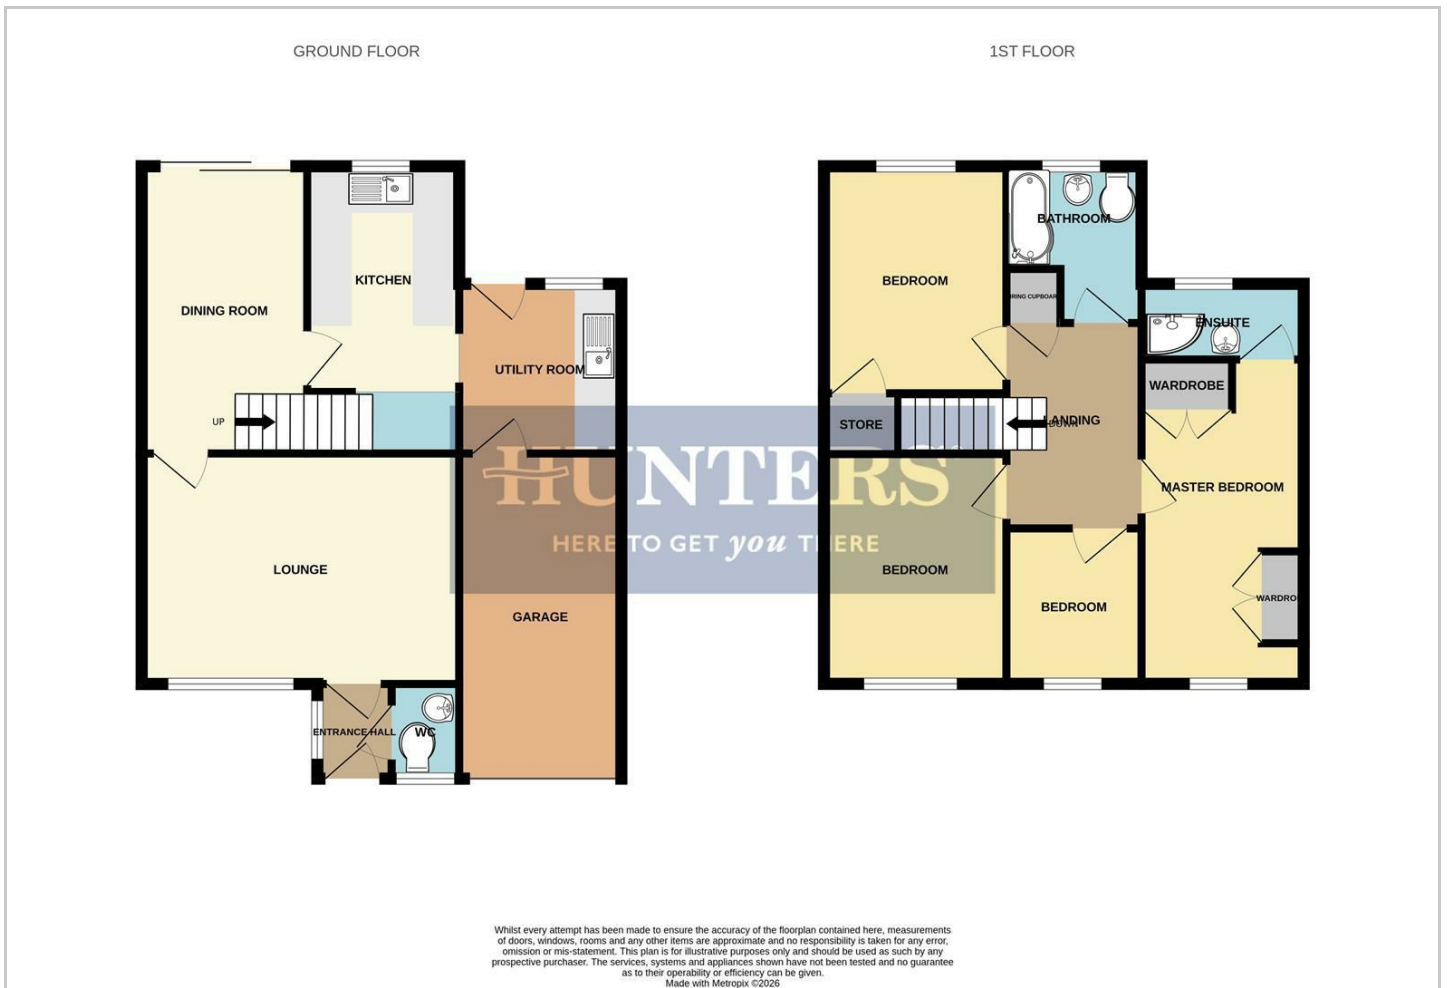 GROUND FLOOR
1ST FLOOR
DINING ROOM
KITCHEN
UTILITY ROOM
UP
LOUNGE
GARAGE
ENTRANCE HALL
WC
BEDROOM
BATHROOM
IRING CUPBOAR
ENSUITE
WARDROBE
STORE
LANDING
DOWN
MASTER BEDROOM
BEDROOM
BEDROOM
WARDRO
HUNTERS
HERE TO GET you THERE
Whilst every attempt has been made to ensure the accuracy of the floorplan contained here, measurements
of doors, windows, rooms and any other items are approximate and no responsibility is taken for any error,
omission or mis-statement. This plan is for illustrative purposes only and should be used as such by any
prospective purchaser. The services, systems and appliances shown have not been tested and no guarantee
as to their operability or efficiency can be given.
Made with Metropix ©2026